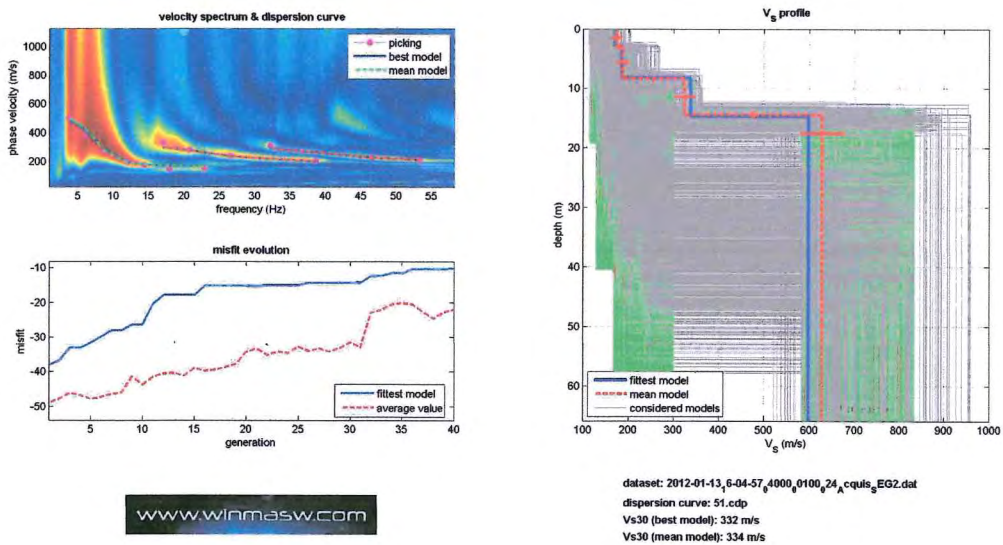 velocity spectrum & dispersion curve
1000
800
600
400
200
phase velocity (m/s)
picking
best model
mean model
5 10 15 20 25 30 35 40 45 50 55
frequency (Hz)
misfit evolution
-10
-20
-30
-40
-50
misfit
fittest model
average value
5 10 15 20 25 30 35 40
generation
www.winmasw.com
VS profile
0
10
20
30
40
50
60
depth (m)
fittest model
mean model
considered models
100 200 300 400 500 600 700 800 900 1000
VS (m/s)
dataset: 2012-01-13,6-04-570400000100024Acquis_SEG2.dat
dispersion curve: 51.cdp
Vs30 (best model): 332 m/s
Vs30 (mean model): 334 m/s